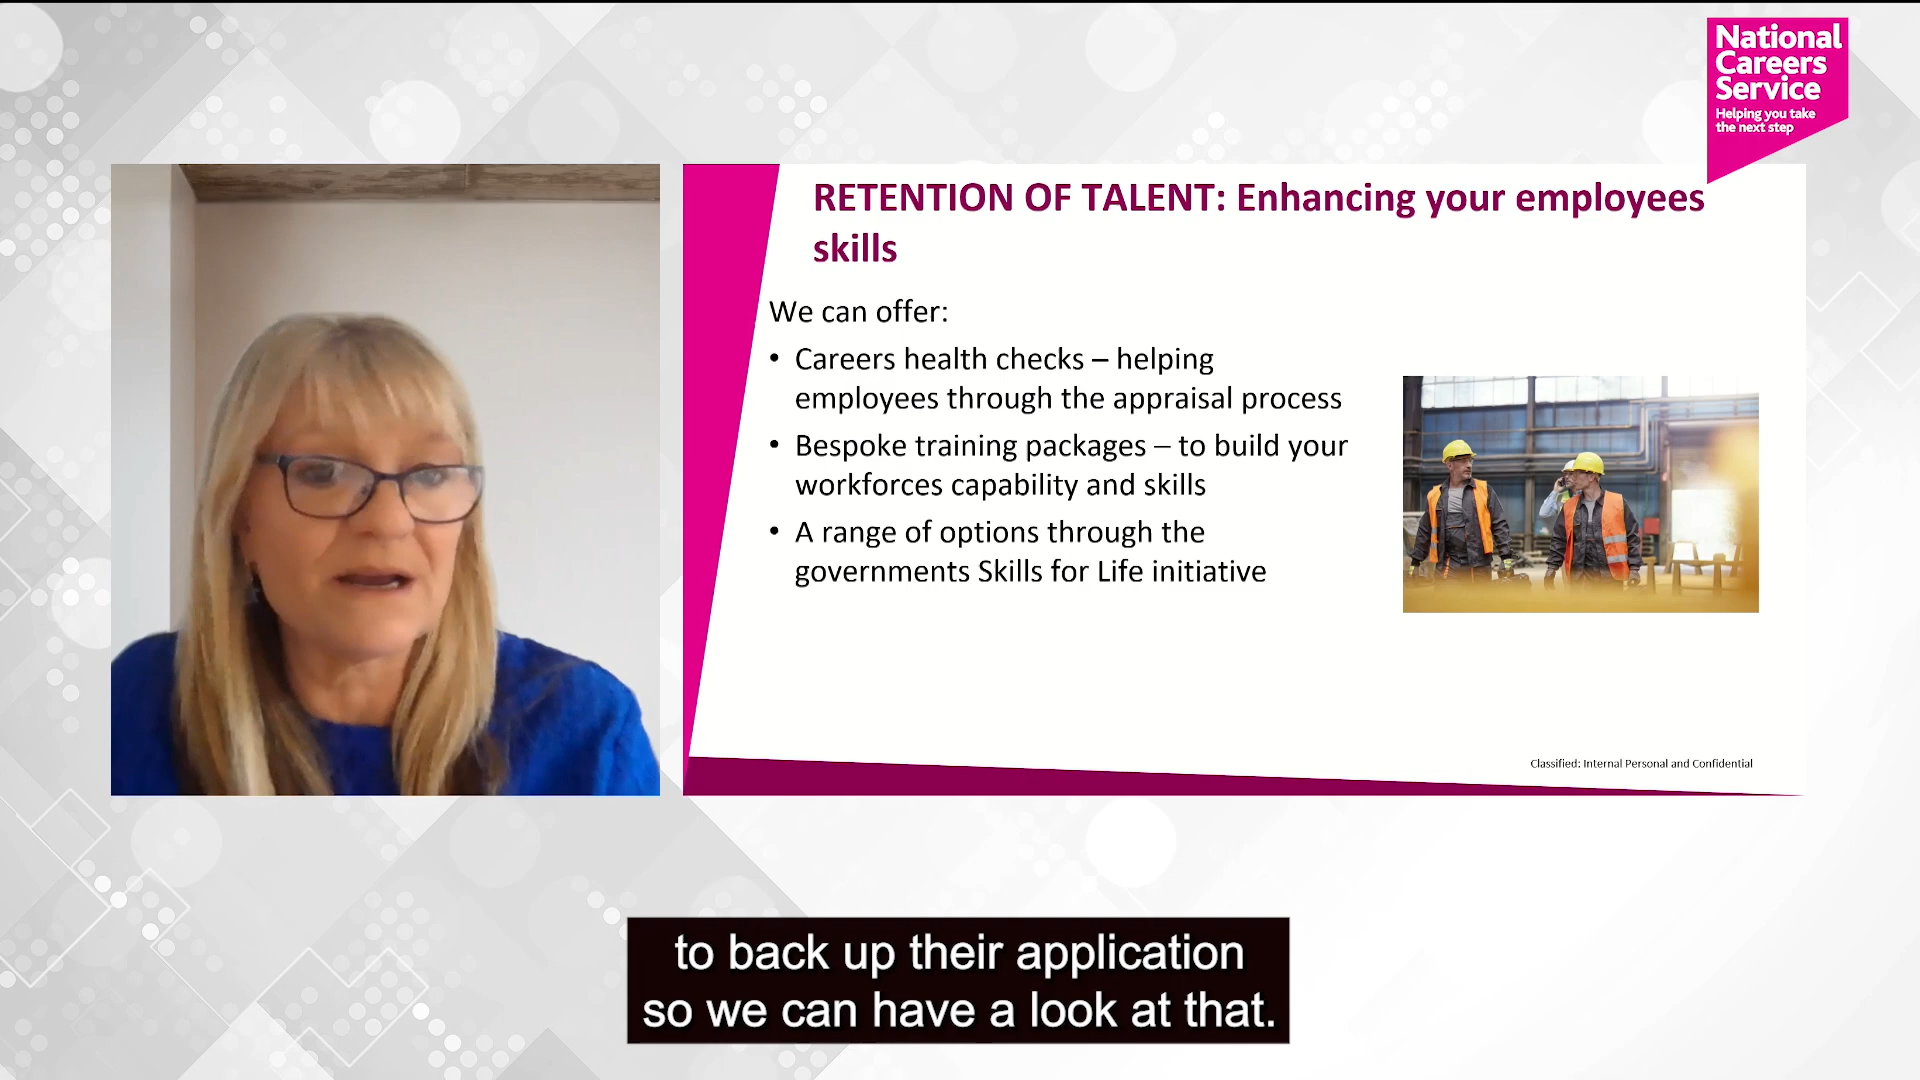 National
Careers
Service
Helping you take
the next step
RETENTION OF TALENT: Enhancing your employees
skills
We can offer:
• Careers health checks – helping
employees through the appraisal process
• Bespoke training packages – to build your
workforces capability and skills
• A range of options through the
governments Skills for Life initiative
Classified: Internal Personal and Confidential
to back up their application
so we can have a look at that.